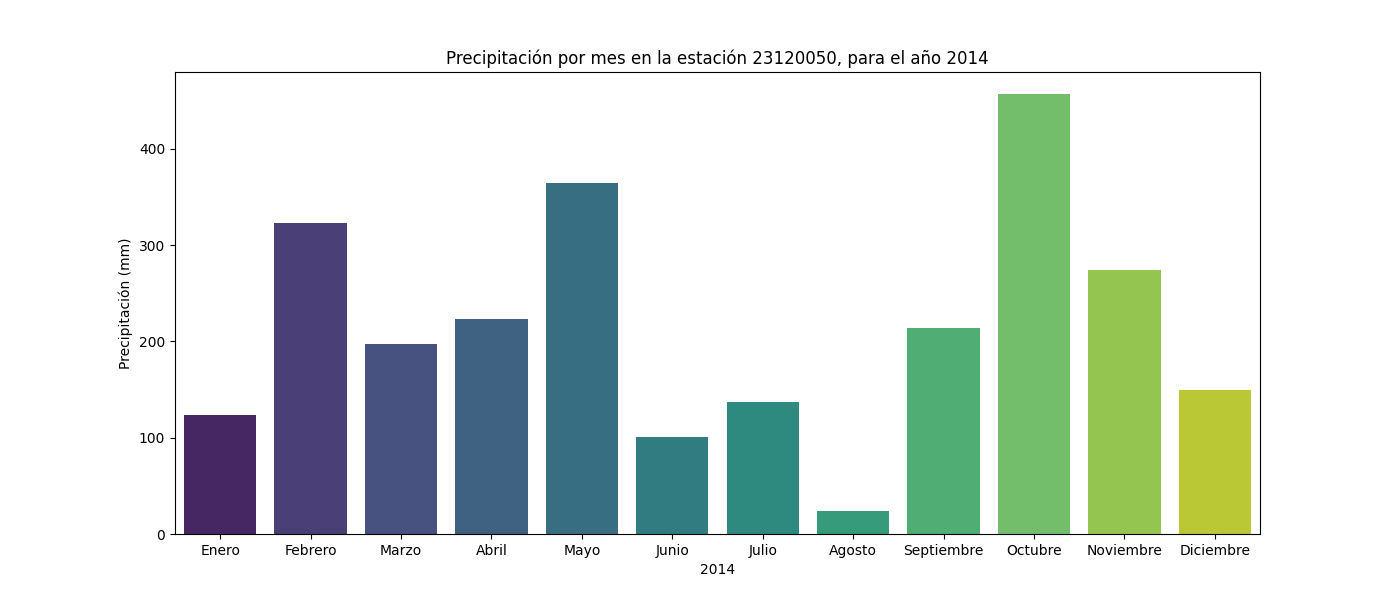 Precipitación por mes en la estación 23120050, para el año 2014
Precipitación (mm)
400
300
200
100
0
Enero Febrero Marzo Abril Mayo Junio Julio Agosto Septiembre Octubre Noviembre Diciembre
2014